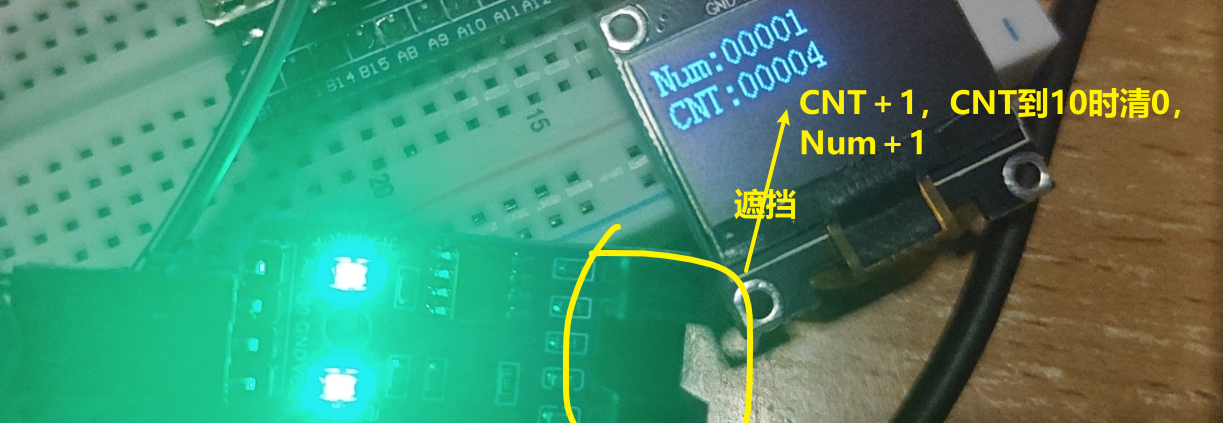 GND
Num:00001
CNT:00004
CNT+1，CNT到10时清0，
Num+1
遮挡
B14 B15 A8 A9 A10 A11 A12
15
20
GND